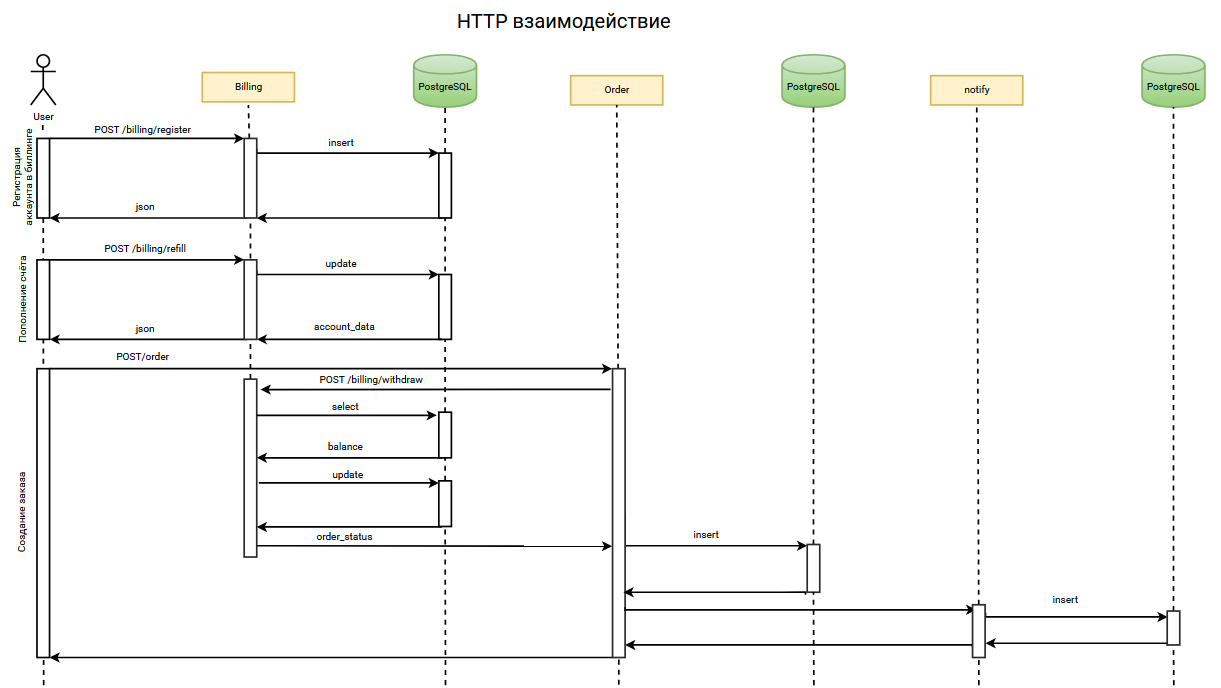 HTTP взаимодействие
User
Billing
PostgreSQL
Order
PostgreSQL
notify
PostgreSQL
Регистрация
аккаунта в биллинге
POST /billing/register
insert
json
Пополнение счёта
POST /billing/refill
update
account_data
json
Создание заказа
POST/order
POST /billing/withdraw
select
balance
update
order_status
insert
insert